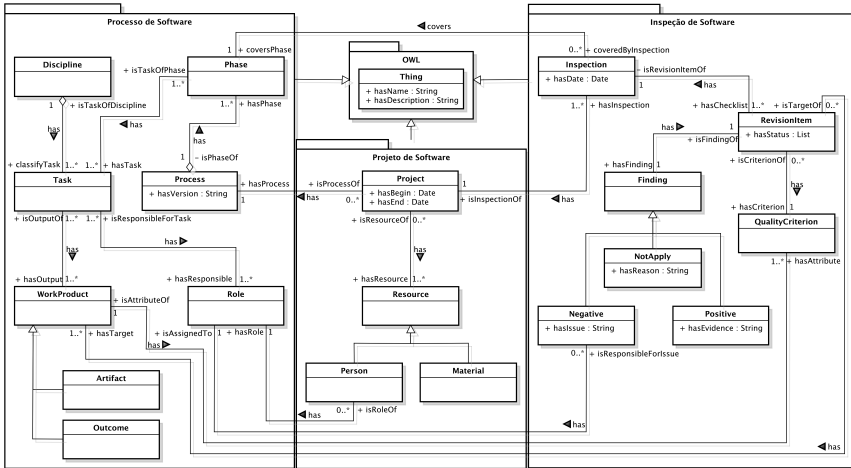 Processo de Software
Inspeção de Software
covers
1
+ coversPhase
0..*
+ coveredByInspection
OWL
Discipline
+ isTaskOfPhase
Phase
Thing
+ hasName : String
+ hasDescription : String
Inspection
+ hasDate : Date
- isRevisionItemOf
1
has
1
+ isTaskOfDiscipline
1..*
1..*
+ hasPhase
1..*
+ hasInspection
+ hasChecklist
1..*
+ isTargetOf
0..*
has
has
has
RevisionItem
+ hasStatus : List
has
1
+ isFindingOf
1
- isPhaseOf
Projeto de Software
+ isCriterionOf
0..*
+ classifyTask
1..*
1..*
+ hasTask
+ hasFinding
1
Task
Process
+ hasVersion : String
+ hasProcess
1
+ isProcessOf
has
0..*
Project
+ hasBegin : Date
+ hasEnd : Date
1
+ isInspectionOf
has
Finding
has
+ hasCriterion
1
+ isOutputOf
1..*
1..*
+ isResponsibleForTask
+ isResourceOf
0..*
QualityCriterion
has
has
has
NotApply
+ hasReason : String
1..*
+ hasAttribute
+ hasOutput
1..*
+ hasResponsible
1..*
+ hasResource
1..*
WorkProduct
+ isAttributeOf
1
Role
Resource
Negative
+ hasIssue : String
Positive
+ hasEvidence : String
1..*
+ hasTarget
+ isAssignedTo
1
+ hasRole
1
has
0..*
+ isResponsibleForIssue
Artifact
Person
Material
has
0..*
+ isRoleOf
Outcome
has
has